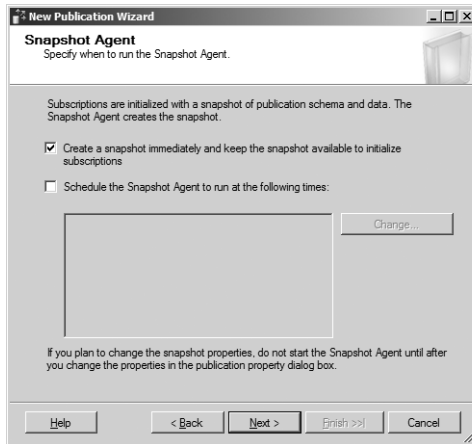 New Publication Wizard
Snapshot Agent
Specify when to run the Snapshot Agent.
Subscriptions are initialized with a snapshot of publication schema and data. The
Snapshot Agent creates the snapshot.
Create a snapshot immediately and keep the snapshot available to initialize
subscriptions
Schedule the Snapshot Agent to run at the following times:
Change...
If you plan to change the snapshot properties, do not start the Snapshot Agent until after
you change the properties in the publication property dialog box.
Help
< Back
Next >
Finish >>|
Cancel